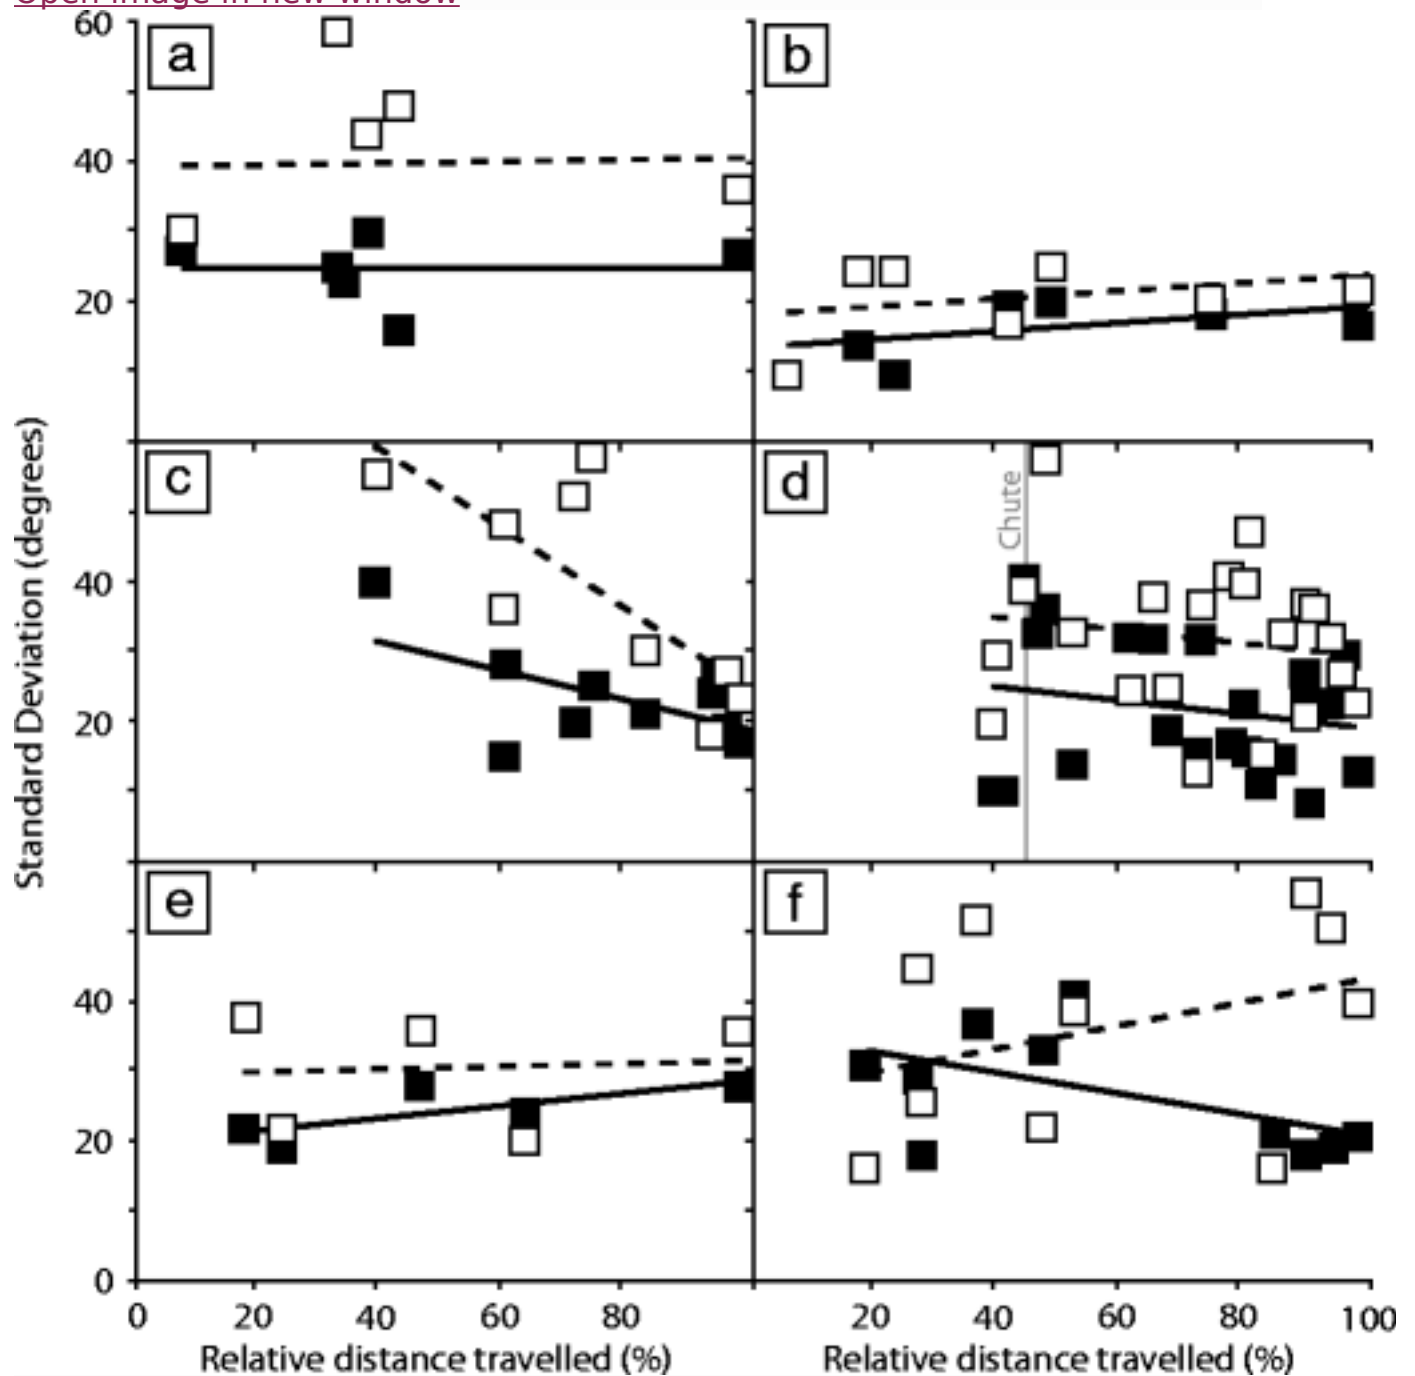 Open image in new window
60
a
b
40
20
Standard Deviation (degrees)
c
d
Chute
40
20
e
f
40
20
0
0 20 40 60 80 20 40 60 80 100
Relative distance travelled (%) Relative distance travelled (%)